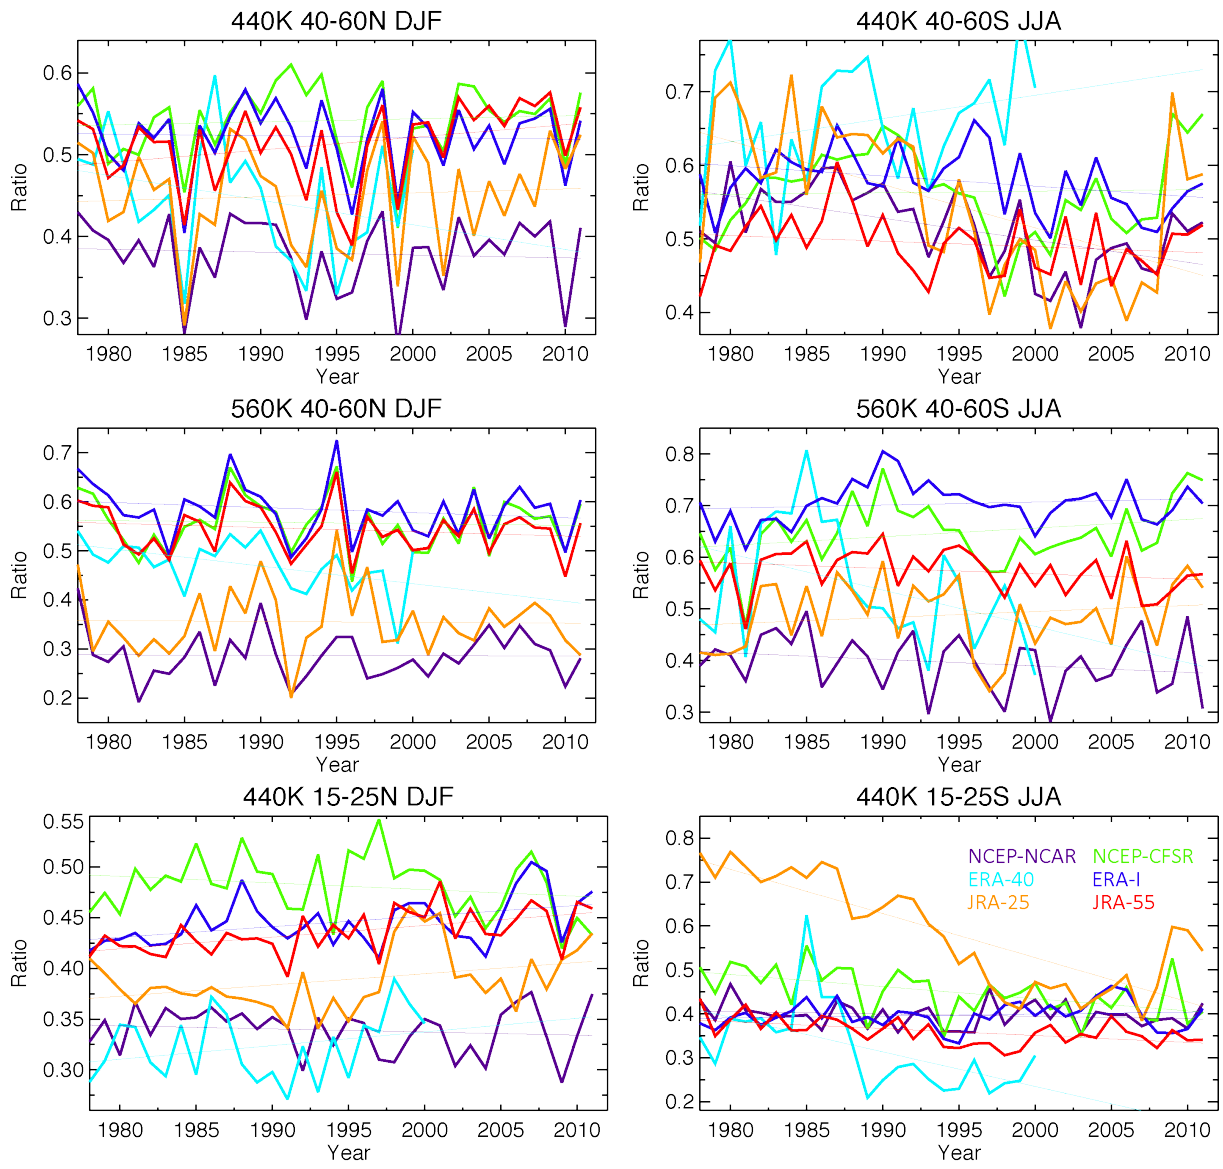 440K 40-60N DJF
440K 40-60S JJA
0.6
0.5
0.4
0.3
Ratio
1980 1985 1990 1995 2000 2005 2010
Year
0.7
0.6
0.5
0.4
Ratio
1980 1985 1990 1995 2000 2005 2010
Year
560K 40-60N DJF
560K 40-60S JJA
0.7
0.6
0.5
0.4
0.3
0.2
Ratio
1980 1985 1990 1995 2000 2005 2010
Year
0.8
0.7
0.6
0.5
0.4
0.3
Ratio
1980 1985 1990 1995 2000 2005 2010
Year
440K 15-25N DJF
440K 15-25S JJA
0.55
0.50
0.45
0.40
0.35
0.30
Ratio
1980 1985 1990 1995 2000 2005 2010
Year
0.8
0.7
0.6
0.5
0.4
0.3
0.2
Ratio
NCEP-NCAR NCEP-CFSR
ERA-40 ERA-I
JRA-25 JRA-55
1980 1985 1990 1995 2000 2005 2010
Year